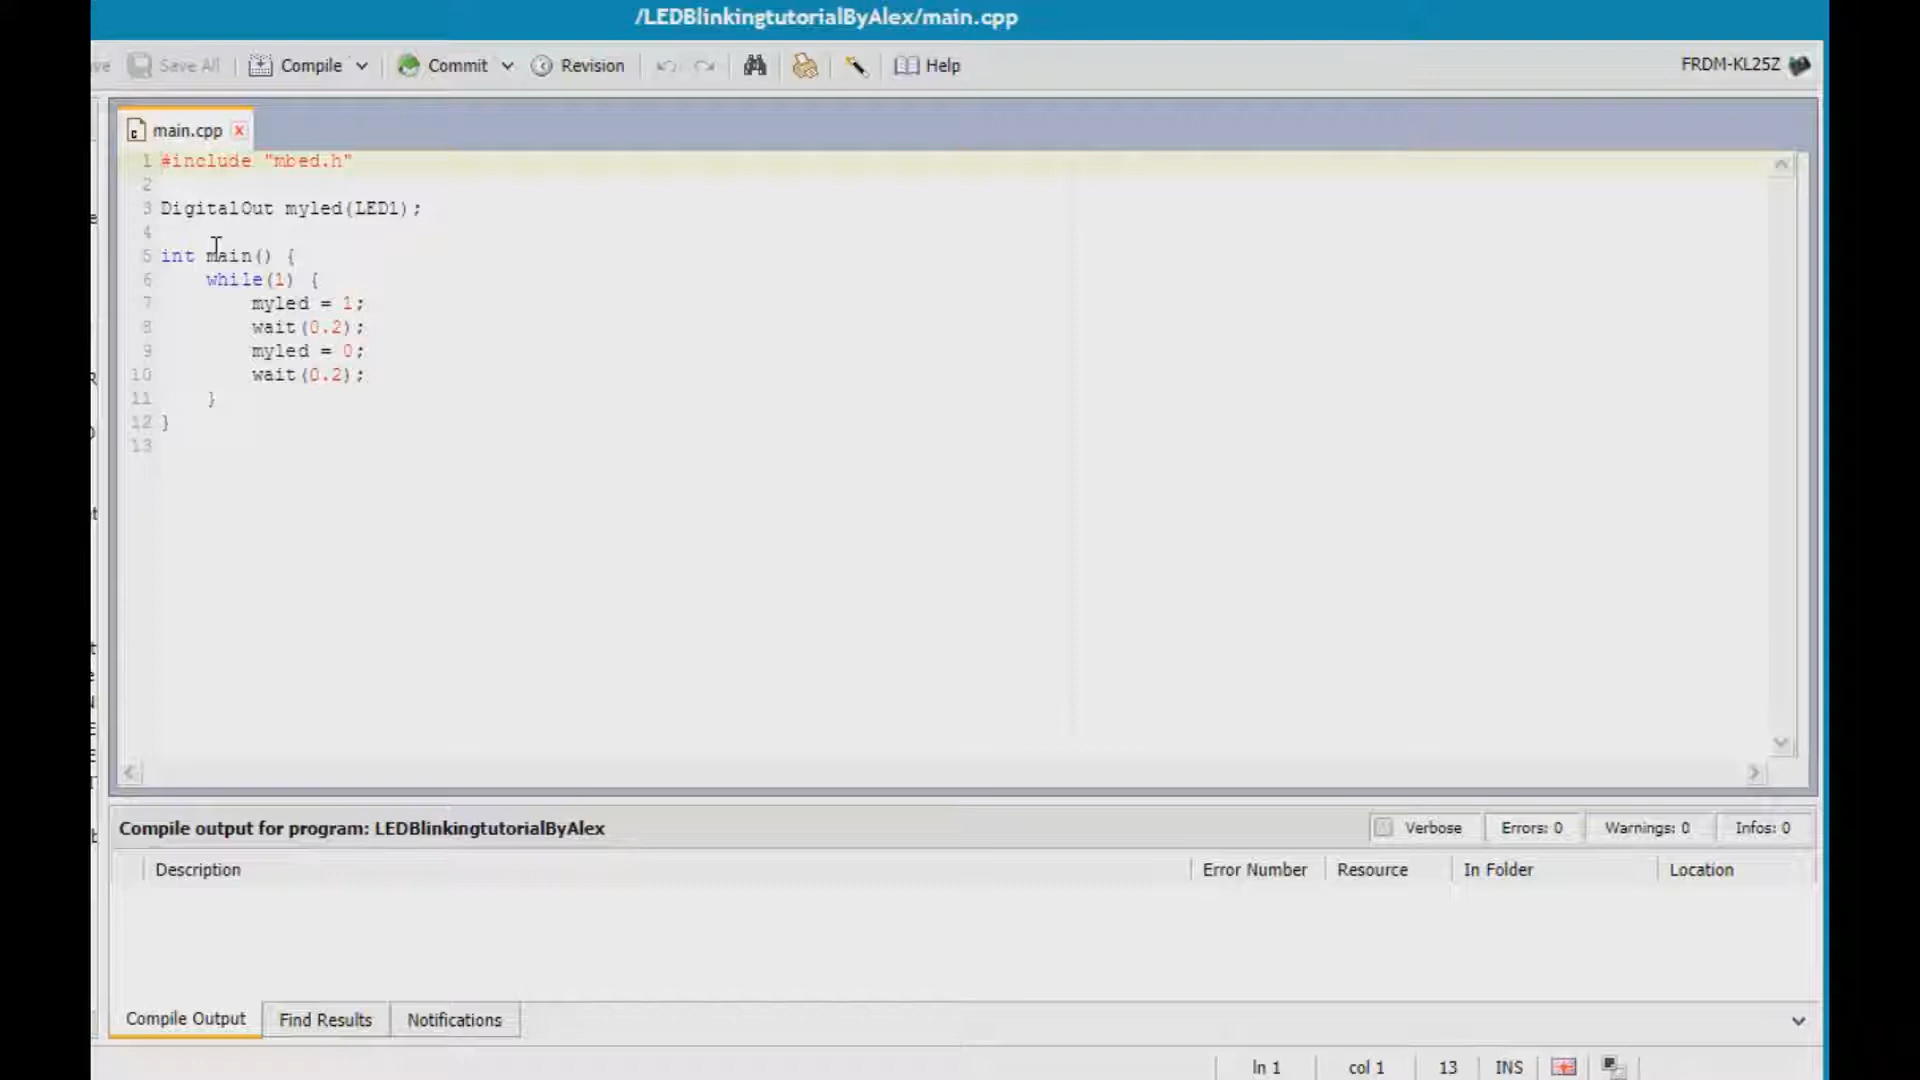 /LEDBlinkingtutorialByAlex/main.cpp
Save All Compile Commit Revision Help FRDM-KL25Z
main.cpp
1 #include "mbed.h"
2
3 DigitalOut myled(LED1);
4
5 int main() {
6 while(1) {
7 myled = 1;
8 wait(0.2);
9 myled = 0;
10 wait(0.2);
11 }
12 }
13
Compile output for program: LEDBlinkingtutorialByAlex Verbose Errors: 0 Warnings: 0 Infos: 0
Description Error Number Resource In Folder Location
Compile Output Find Results Notifications
ln 1 col 1 13 INS